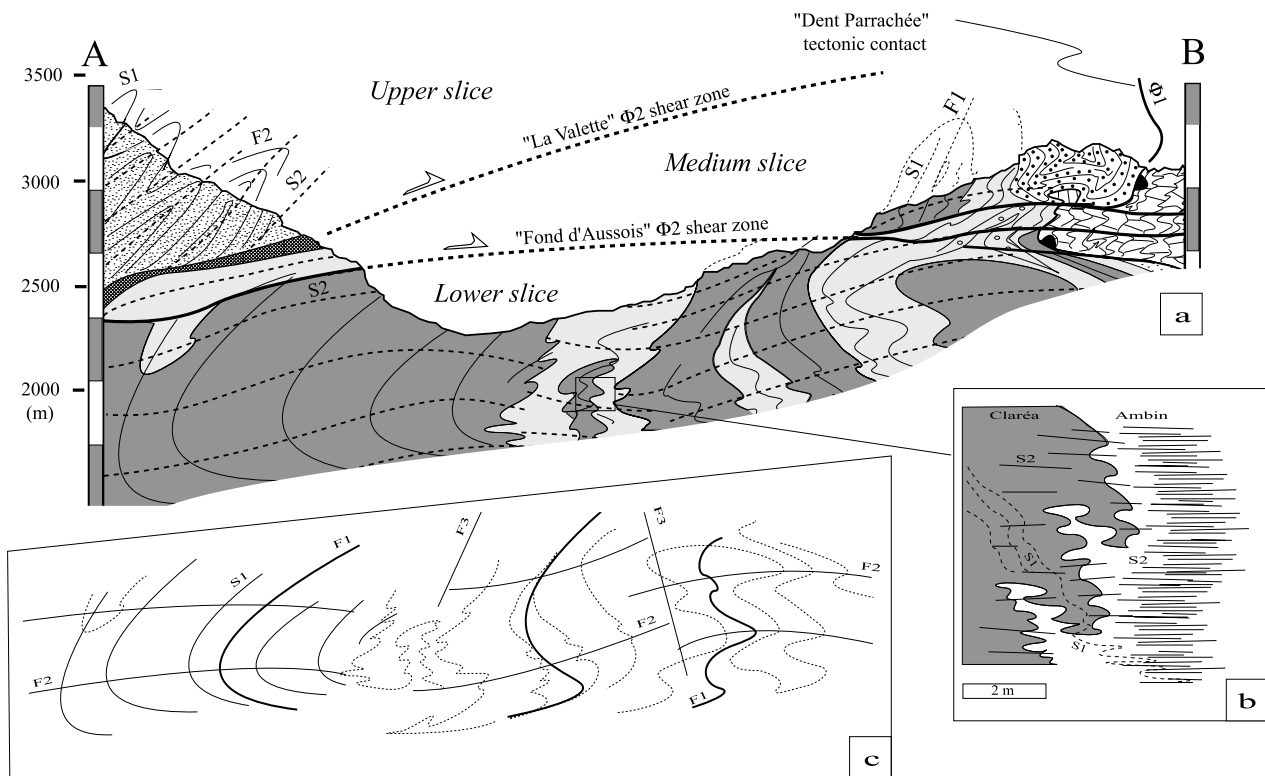 "Dent Parrachée"
tectonic contact
A
B
3500
3000
2500
2000
(m)
S1
F2
S2
Upper slice
"La Valette" Φ2 shear zone
Medium slice
"Fond d'Aussois" Φ2 shear zone
Lower slice
S2
S1
F1
Φ1
a
Claréa
Ambin
S2
S1
S2
S1
2 m
b
F1
S1
F2
F3
F3
F2
F2
F1
c